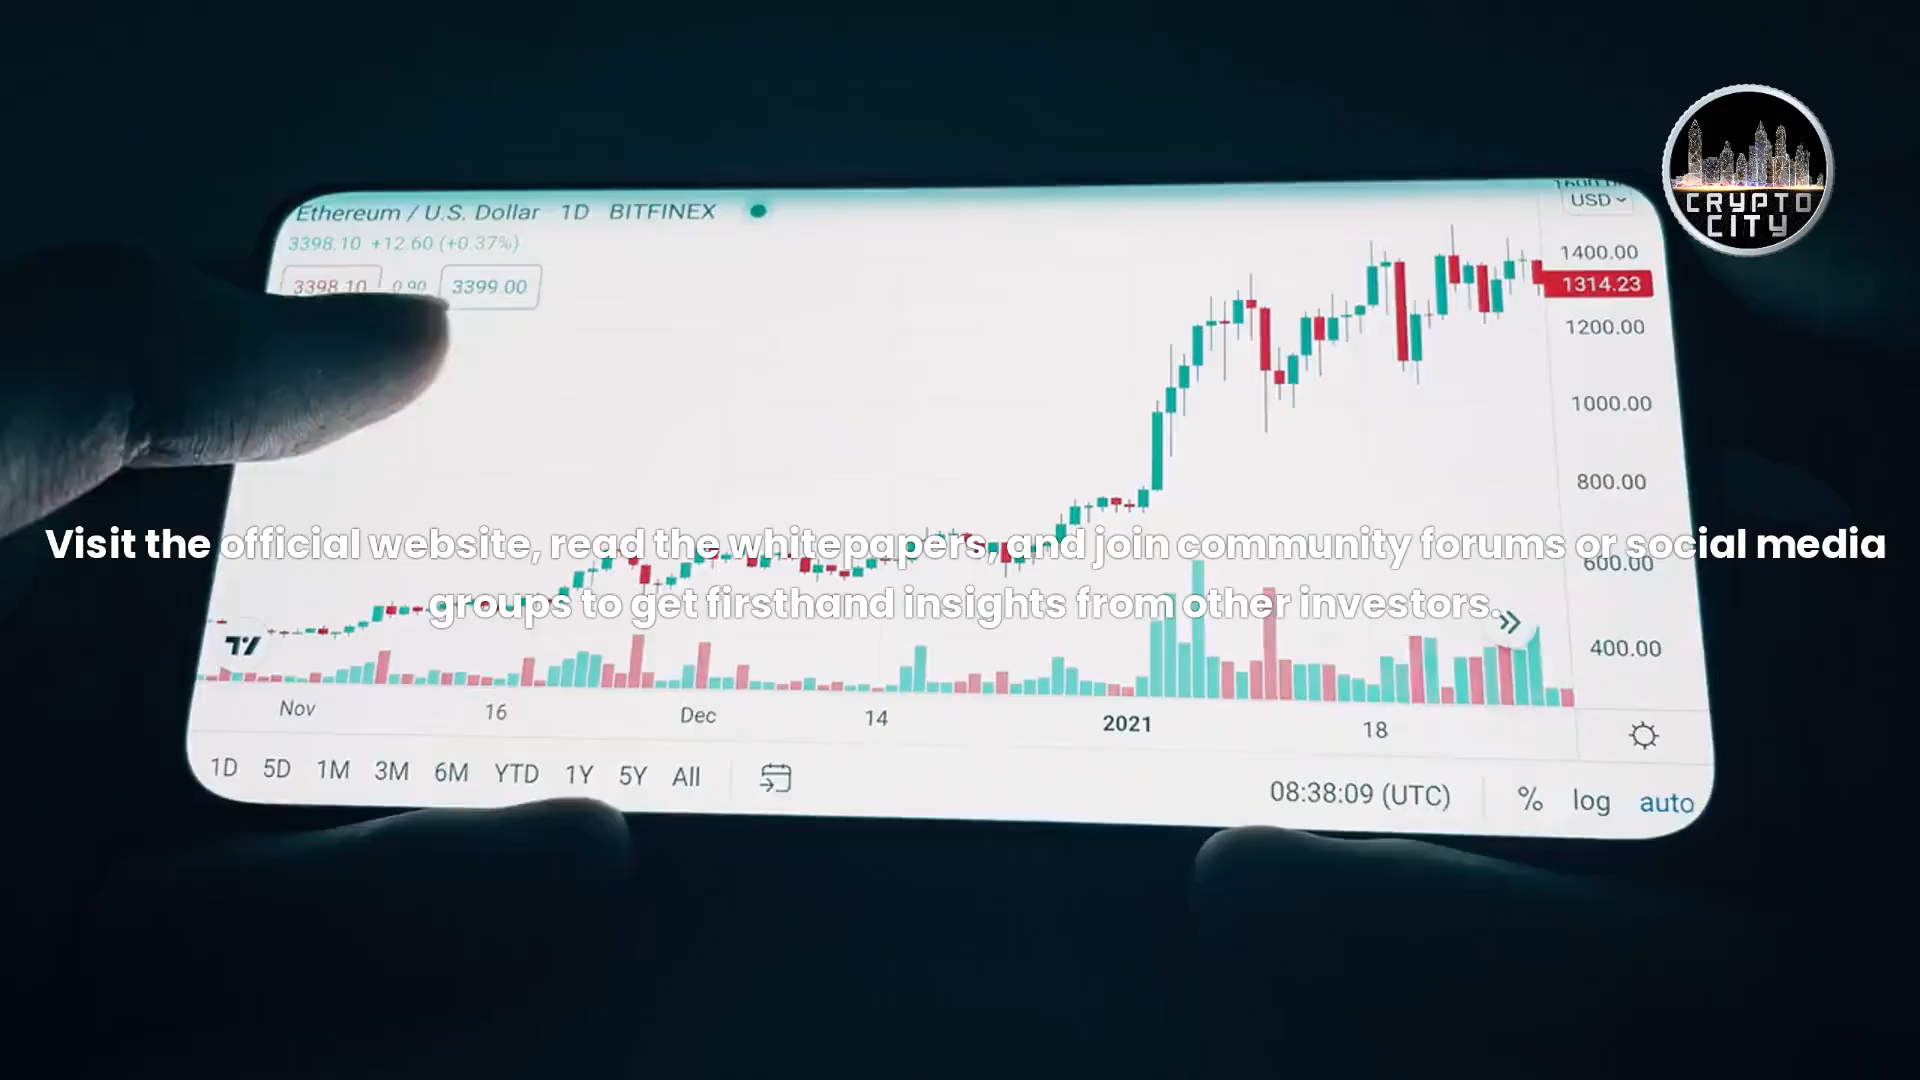 Ethereum / U.S. Dollar 1D BITFINEX
3398.10 +12.60 (+0.37%)
3398.10 0.90 3399.00
USD
1400.00
1314.23
1200.00
1000.00
800.00
600.00
400.00
CRYPTO
CITY
Visit the official website, read the whitepapers, and join community forums or social media
groups to get firsthand insights from other investors.
Nov 16 Dec 14 2021 18
1D 5D 1M 3M 6M YTD 1Y 5Y All
08:38:09 (UTC) % log auto